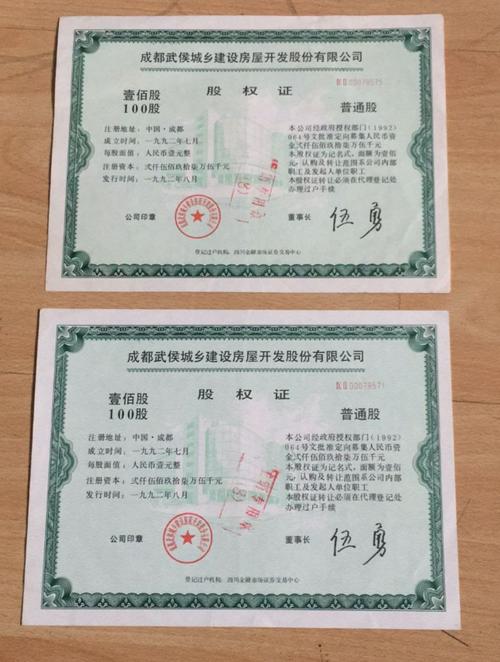 成都武侯城乡建设房屋开发股份有限公司
00079575
股权证
壹佰股
100股
普通股
注册地址：中国·成都
成立时间：一九九二年七月
每股面值：人民币壹元整
注册资本：弍仟伍佰玖拾柒万伍仟元
发行时间：一九九二年八月
本公司经政府授权部门(1992)
064号文批准定向募集人民币资
金弍仟伍佰玖拾柒万伍千元
本股权证为记名式，面额为壹佰
元，认购及转让范围系公司内部
职工及发起人单位职工
本股权证转让必须在代理登记处
办理过户手续
公司印章
董事长
伍勇
登记过户机构：四川金融市场证券交易中心
成都武侯城乡建设房屋开发股份有限公司
00079571
股权证
壹佰股
100股
普通股
注册地址：中国·成都
成立时间：一九九二年七月
每股面值：人民币壹元整
注册资本：弍仟伍佰玖拾柒万伍仟元
发行时间：一九九二年八月
本公司经政府授权部门(1992)
064号文批准定向募集人民币资
金弍仟伍佰玖拾柒万伍千元
本股权证为记名式，面额为壹佰
元，认购及转让范围系公司内部
职工及发起人单位职工
本股权证转让必须在代理登记处
办理过户手续
公司印章
董事长
伍勇
登记过户机构：四川金融市场证券交易中心